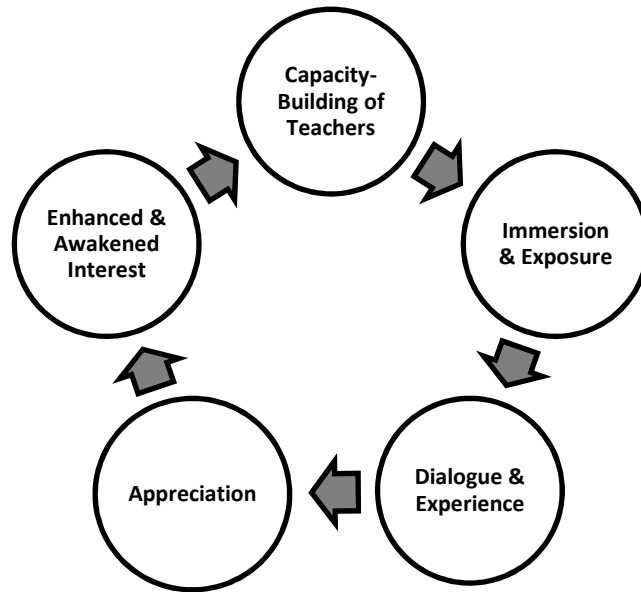 Capacity-
Building of
Teachers
Immersion
& Exposure
Dialogue &
Experience
Appreciation
Enhanced &
Awakened
Interest